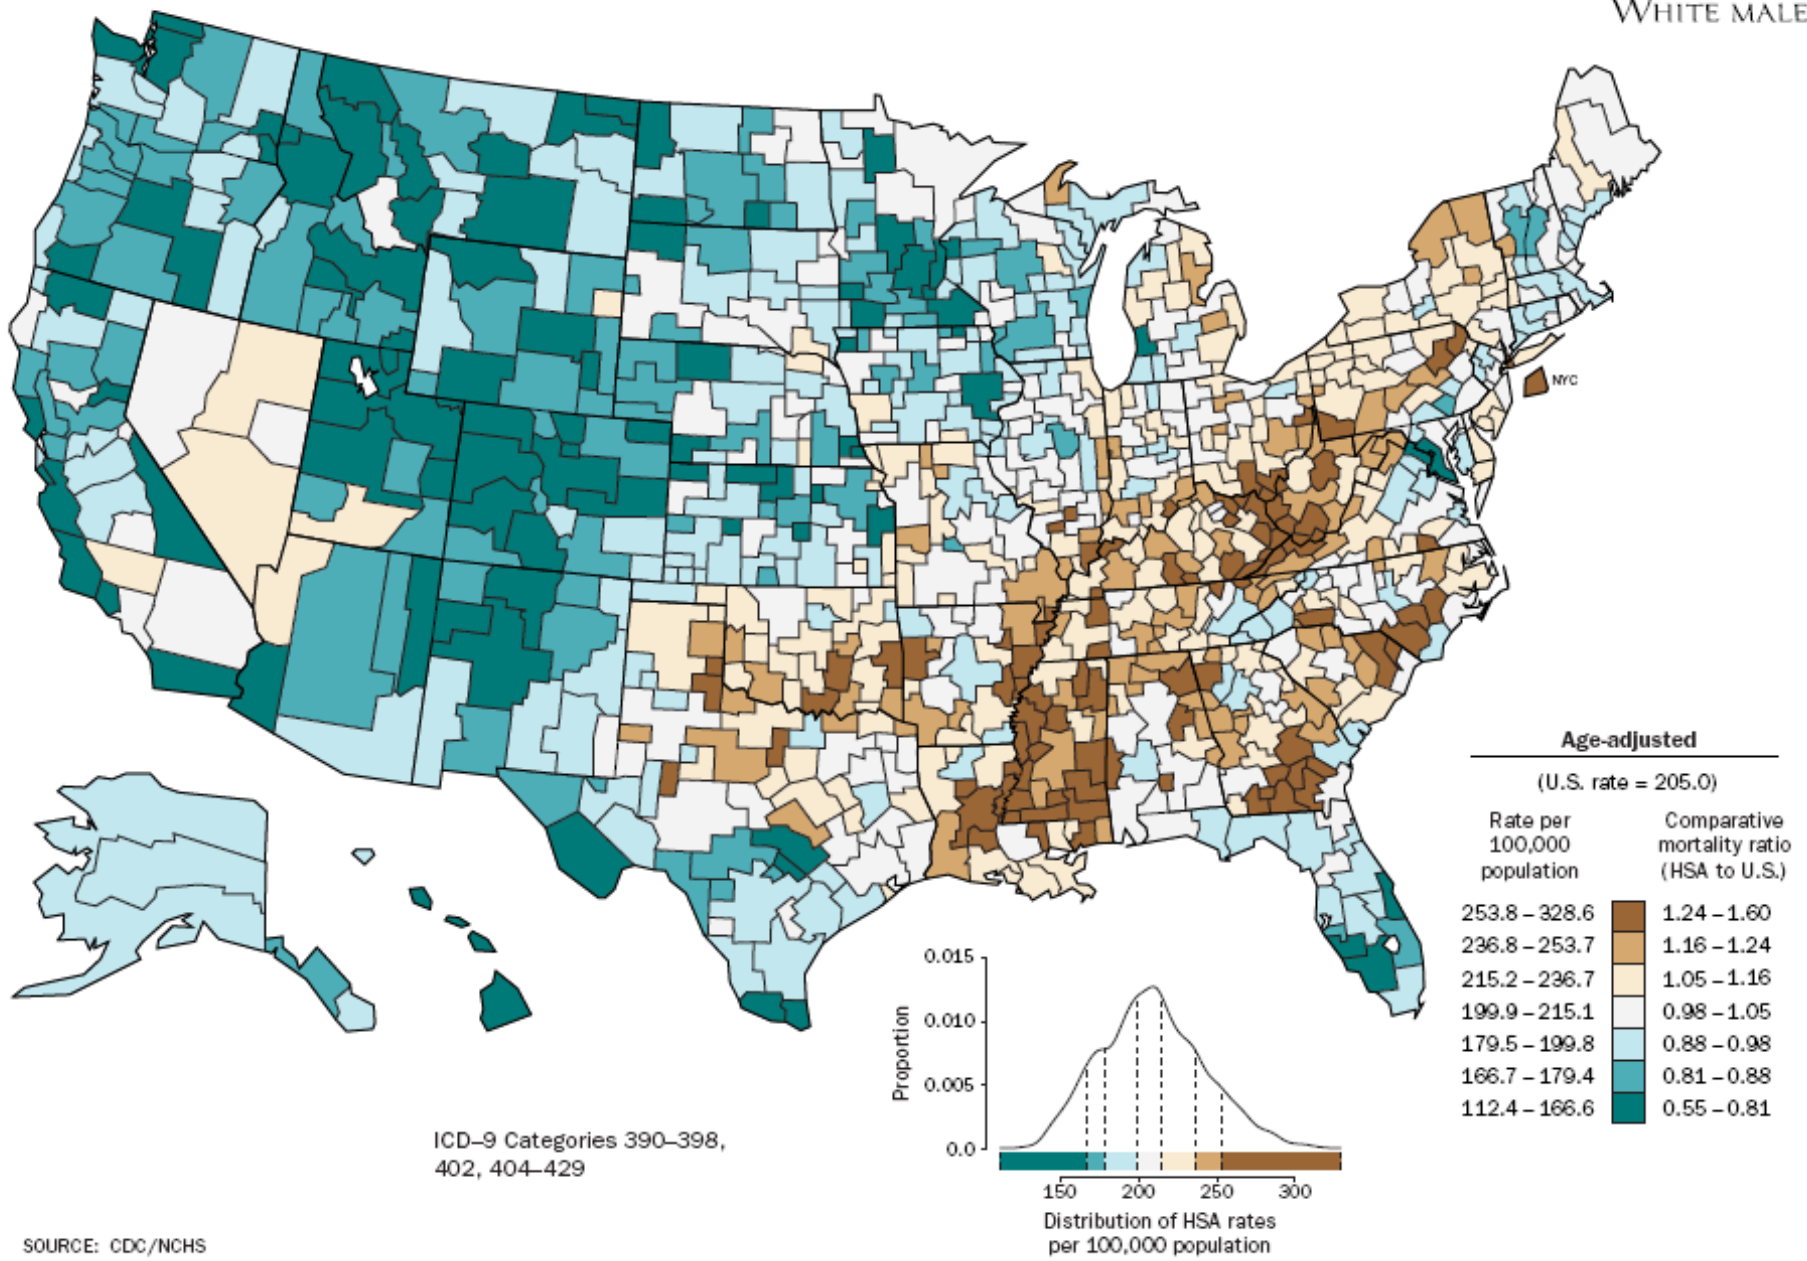 WHITE MALE
NYC
Age-adjusted
(U.S. rate = 205.0)
Rate per
100,000
population
Comparative
mortality ratio
(HSA to U.S.)
253.8–328.6 1.24–1.60
236.8–253.7 1.16–1.24
215.2–236.7 1.05–1.16
199.9–215.1 0.98–1.05
179.5–199.8 0.88–0.98
166.7–179.4 0.81–0.88
112.4–166.6 0.55–0.81
0.015
0.010
0.005
0.0
Proportion
150 200 250 300
Distribution of HSA rates
per 100,000 population
ICD–9 Categories 390–398,
402, 404–429
SOURCE: CDC/NCHS